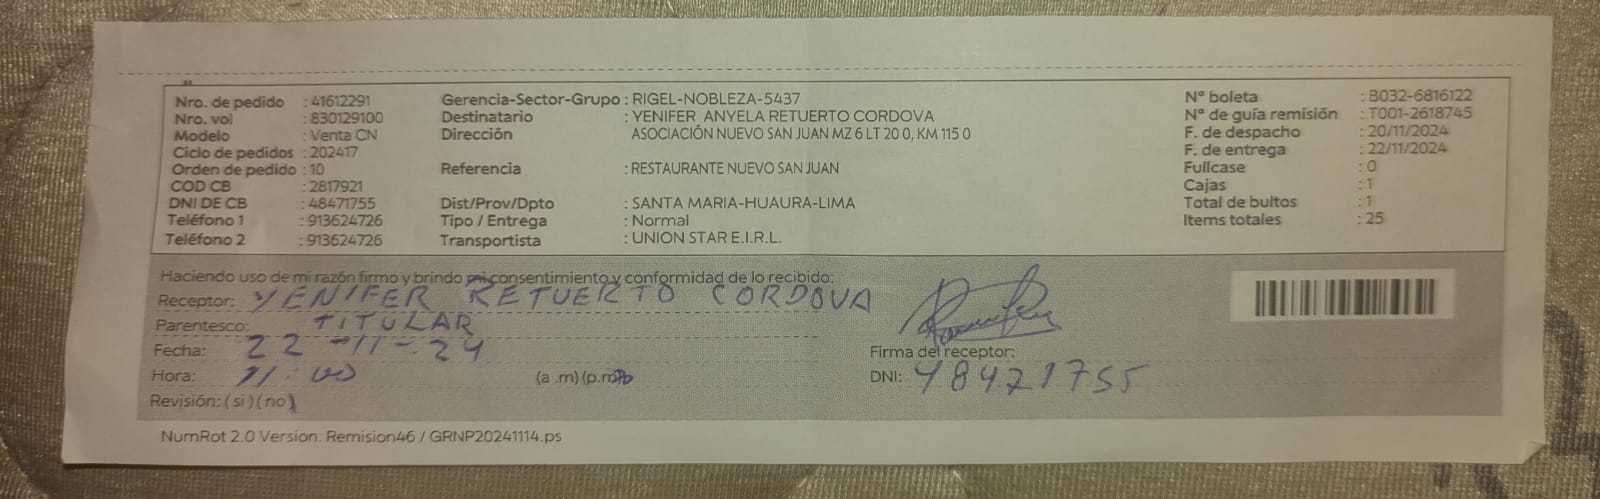 Nro. de pedido : 41612291 Gerencia-Sector-Grupo : RIGEL-NOBLEZA-5437 N° boleta : B032-6816122
Nro. vol : 830129100 Destinatario : YENIFER ANYELA RETUERTO CORDOVA N° de guía remisión : T001-2618745
Modelo : Venta CN Dirección ASOCIACIÓN NUEVO SAN JUAN MZ 6 LT 20 0, KM 115 0 F. de despacho : 20/11/2024
Ciclo de pedidos : 202417 F. de entrega : 22/11/2024
Orden de pedido : 10 Referencia : RESTAURANTE NUEVO SAN JUAN Fullcase : 0
COD CB : 2817921 Cajas : 1
DNI DE CB : 48471755 Dist/Prov/Dpto : SANTA MARIA-HUAURA-LIMA Total de bultos : 1
Teléfono 1 : 913624726 Tipo / Entrega : Normal Items totales : 25
Teléfono 2 : 913624726 Transportista : UNION STAR E.I.R.L.
Haciendo uso de mi razón firmo y brindo mi consentimiento y conformidad de lo recibido:
Receptor: YENIFER RETUERTO CORDOVA
Parentesco: TITULAR
Fecha: 22-11-24
Firma del receptor:
Hora: 11:00 (a .m) (p.m)
DNI: 48471755
Revisión: ( si ) ( no )
NumRot 2.0 Version: Remision46 / GRNP20241114.ps